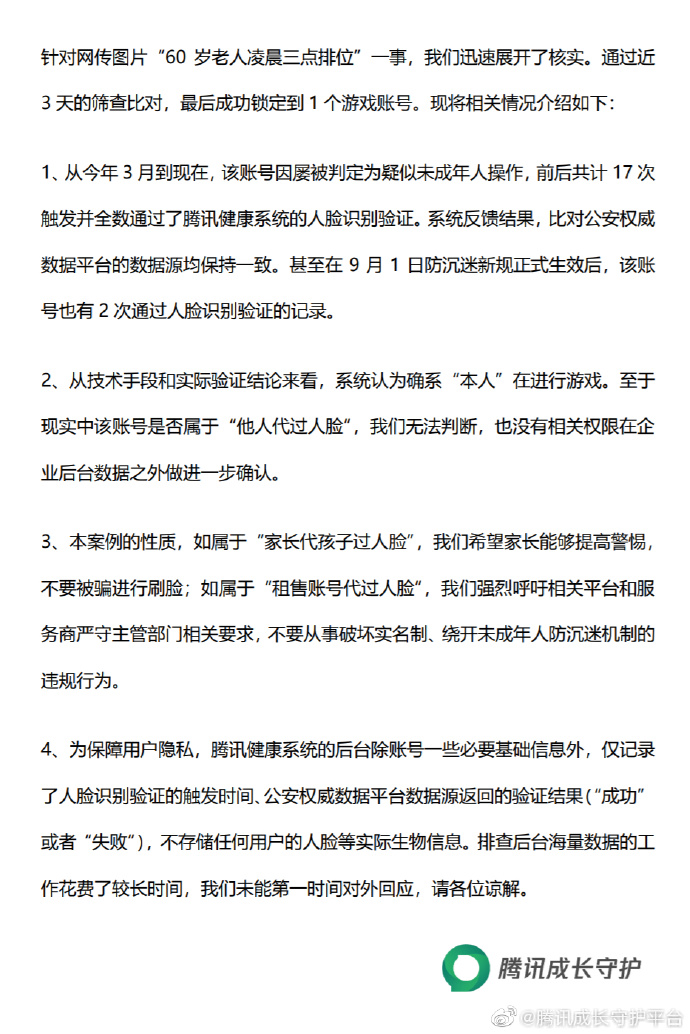 针对网传图片“60 岁老人凌晨三点排位”一事，我们迅速展开了核实。通过近
3 天的筛查比对，最后成功锁定到 1 个游戏账号。现将相关情况介绍如下：
1、从今年 3 月到现在，该账号因屡被判定为疑似未成年人操作，前后共计 17 次
触发并全数通过了腾讯健康系统的人脸识别验证。系统反馈结果，比对公安权威
数据平台的数据源均保持一致。甚至在 9 月 1 日防沉迷新规正式生效后，该账
号也有 2 次通过人脸识别验证的记录。
2、从技术手段和实际验证结论来看，系统认为确系“本人”在进行游戏。至于
现实中该账号是否属于“他人代过人脸“，我们无法判断，也没有相关权限在企
业后台数据之外做进一步确认。
3、本案例的性质，如属于“家长代孩子过人脸”，我们希望家长能够提高警惕，
不要被骗进行刷脸；如属于“租售账号代过人脸“，我们强烈呼吁相关平台和服
务商严守主管部门相关要求，不要从事破坏实名制、绕开未成年人防沉迷机制的
违规行为。
4、为保障用户隐私，腾讯健康系统的后台除账号一些必要基础信息外，仅记录
了人脸识别验证的触发时间、公安权威数据平台数据源返回的验证结果（“成功”
或者“失败“），不存储任何用户的人脸等实际生物信息。排查后台海量数据的工
作花费了较长时间，我们未能第一时间对外回应，请各位谅解。
腾讯成长守护
@腾讯成长守护平台